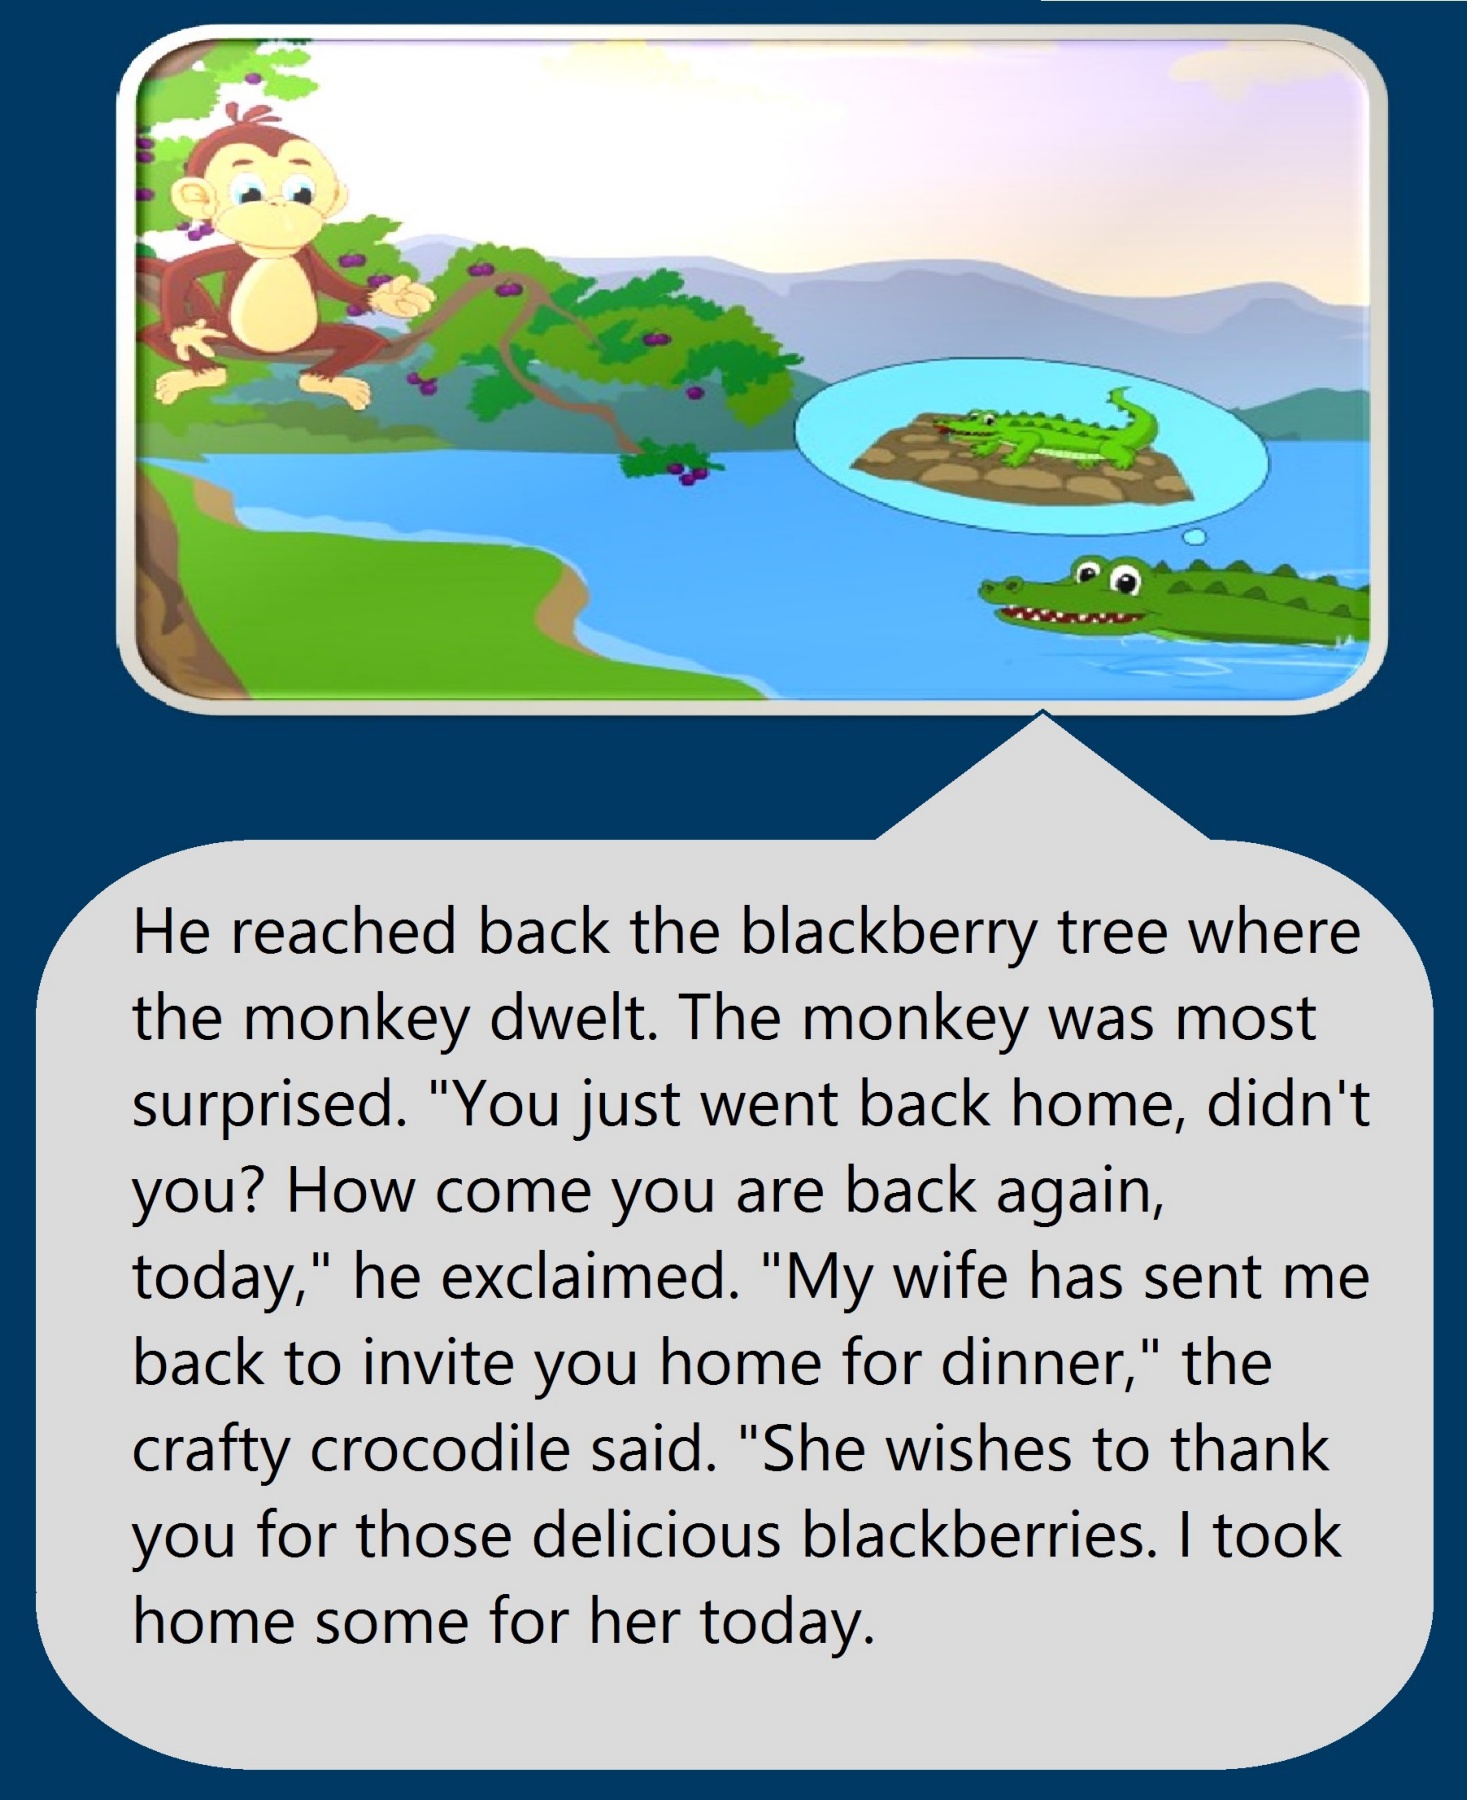 He reached back the blackberry tree where
the monkey dwelt. The monkey was most
surprised. "You just went back home, didn't
you? How come you are back again,
today," he exclaimed. "My wife has sent me
back to invite you home for dinner," the
crafty crocodile said. "She wishes to thank
you for those delicious blackberries. I took
home some for her today.